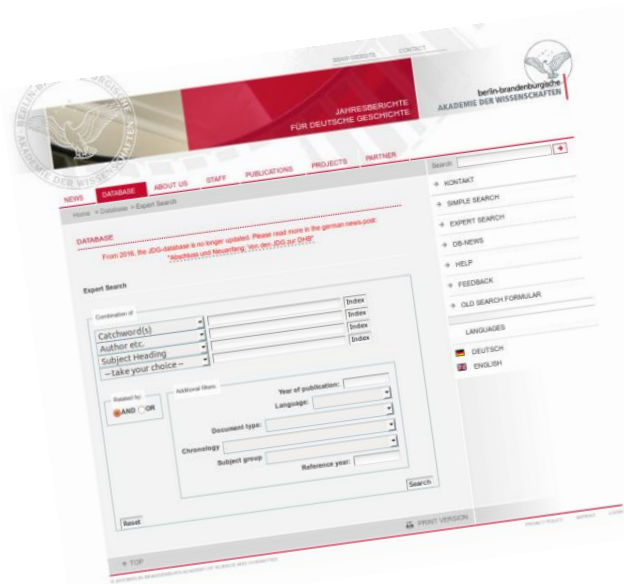 BBAW-WEBSITE CONTACT
JAHRESBERICHTE
FÜR DEUTSCHE GESCHICHTE
berlin-brandenburgische
AKADEMIE DER WISSENSCHAFTEN
NEWS DATABASE ABOUT US STAFF PUBLICATIONS PROJECTS PARTNER
Home > Database > Expert Search
DATABASE
From 2016, the JDG-database is no longer updated. Please read more in the german news-post:
"Abschluss und Neuanfang: Von den JDG zur DHB".
Expert Search
Combination of
Catchword(s) Index
Author etc. Index
Subject Heading Index
-- take your choice -- Index
Related by:
AND OR
Additional filters
Year of publication:
Language:
Document type:
Chronology
Subject group
Reference year:
Reset Search
TOP
PRINT VERSION
Search
KONTAKT
SIMPLE SEARCH
EXPERT SEARCH
DB-NEWS
HELP
FEEDBACK
OLD SEARCH FORMULAR
LANGUAGES
DEUTSCH
ENGLISH
PRIVACY POLICY IMPRINT